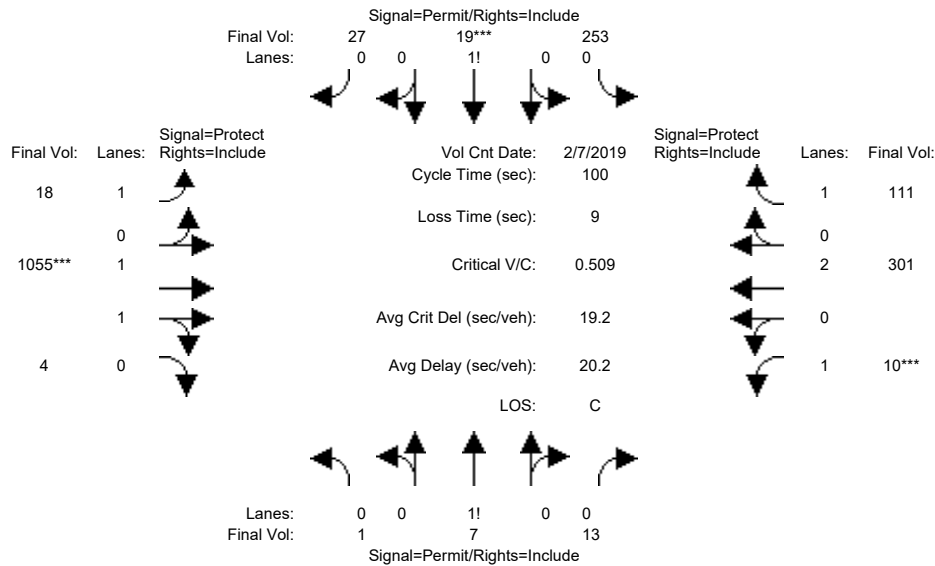 Signal=Permit/Rights=Include
Final Vol: 27 19*** 253
Lanes: 0 0 1! 0 0
Signal=Protect
Final Vol: Lanes: Rights=Include
Vol Cnt Date: 2/7/2019
Signal=Protect
Rights=Include Lanes: Final Vol:
Cycle Time (sec): 100
18 1
1 111
Loss Time (sec): 9
0
0
1055*** 1
Critical V/C: 0.509
2 301
1
Avg Crit Del (sec/veh): 19.2
0
4 0
Avg Delay (sec/veh): 20.2
1 10***
LOS: C
Lanes: 0 0 1! 0 0
Final Vol: 1 7 13
Signal=Permit/Rights=Include